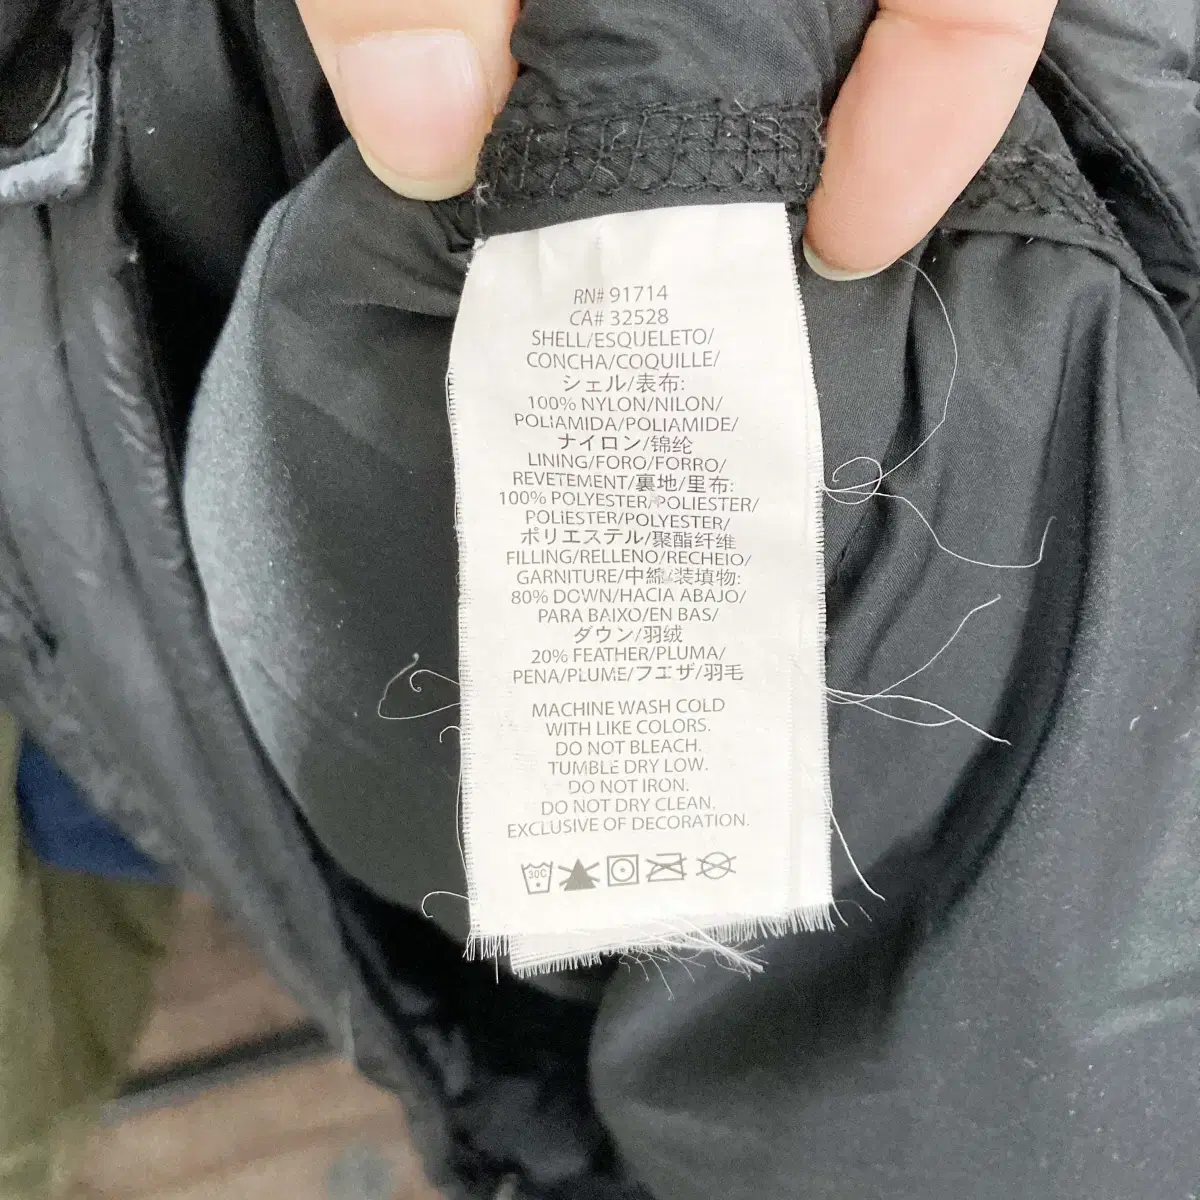 RN# 91714
CA# 32528
SHELL/ESQUELETO/
CONCHA/COQUILLE/
シェル/表布:
100% NYLON/NILON/
POLIAMIDA/POLIAMIDE/
ナイロン/锦纶
LINING/FORO/FORRO/
REVETEMENT/裏地/里布:
100% POLYESTER/POLIESTER/
POLIESTER/POLYESTER/
ポリエステル/聚酯纤维
FILLING/RELLENO/RECHEIO/
GARNITURE/中綿/装填物:
80% DOWN/HACIA ABAJO/
PARA BAIXO/EN BAS/
ダウン/羽绒
20% FEATHER/PLUMA/
PENA/PLUME/フェザ/羽毛
MACHINE WASH COLD
WITH LIKE COLORS.
DO NOT BLEACH.
TUMBLE DRY LOW.
DO NOT IRON.
DO NOT DRY CLEAN.
EXCLUSIVE OF DECORATION.
30C